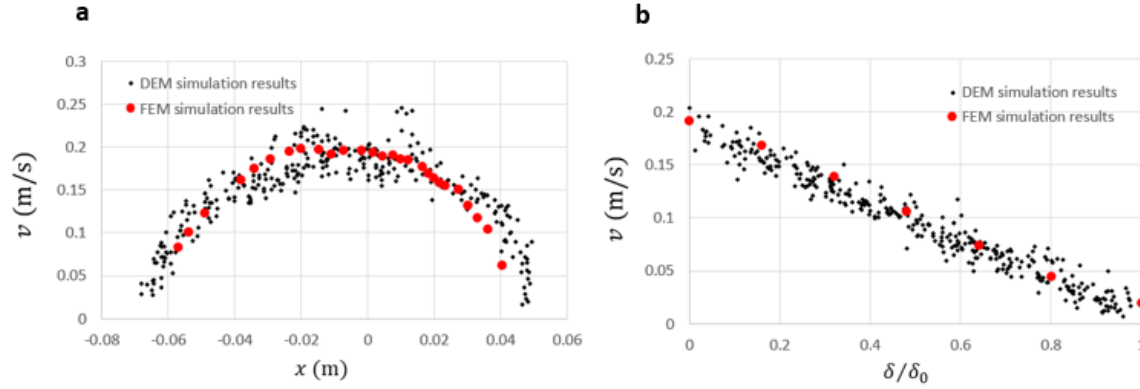 a
0.3
DEM simulation results
FEM simulation results
0.25
0.2
0.15
0.1
0.05
0
v (m/s)
-0.08 -0.06 -0.04 -0.02 0 0.02 0.04 0.06
x (m)
b
0.25
DEM simulation results
FEM simulation results
0.2
0.15
0.1
0.05
0
v (m/s)
0 0.2 0.4 0.6 0.8 1
δ/δ₀